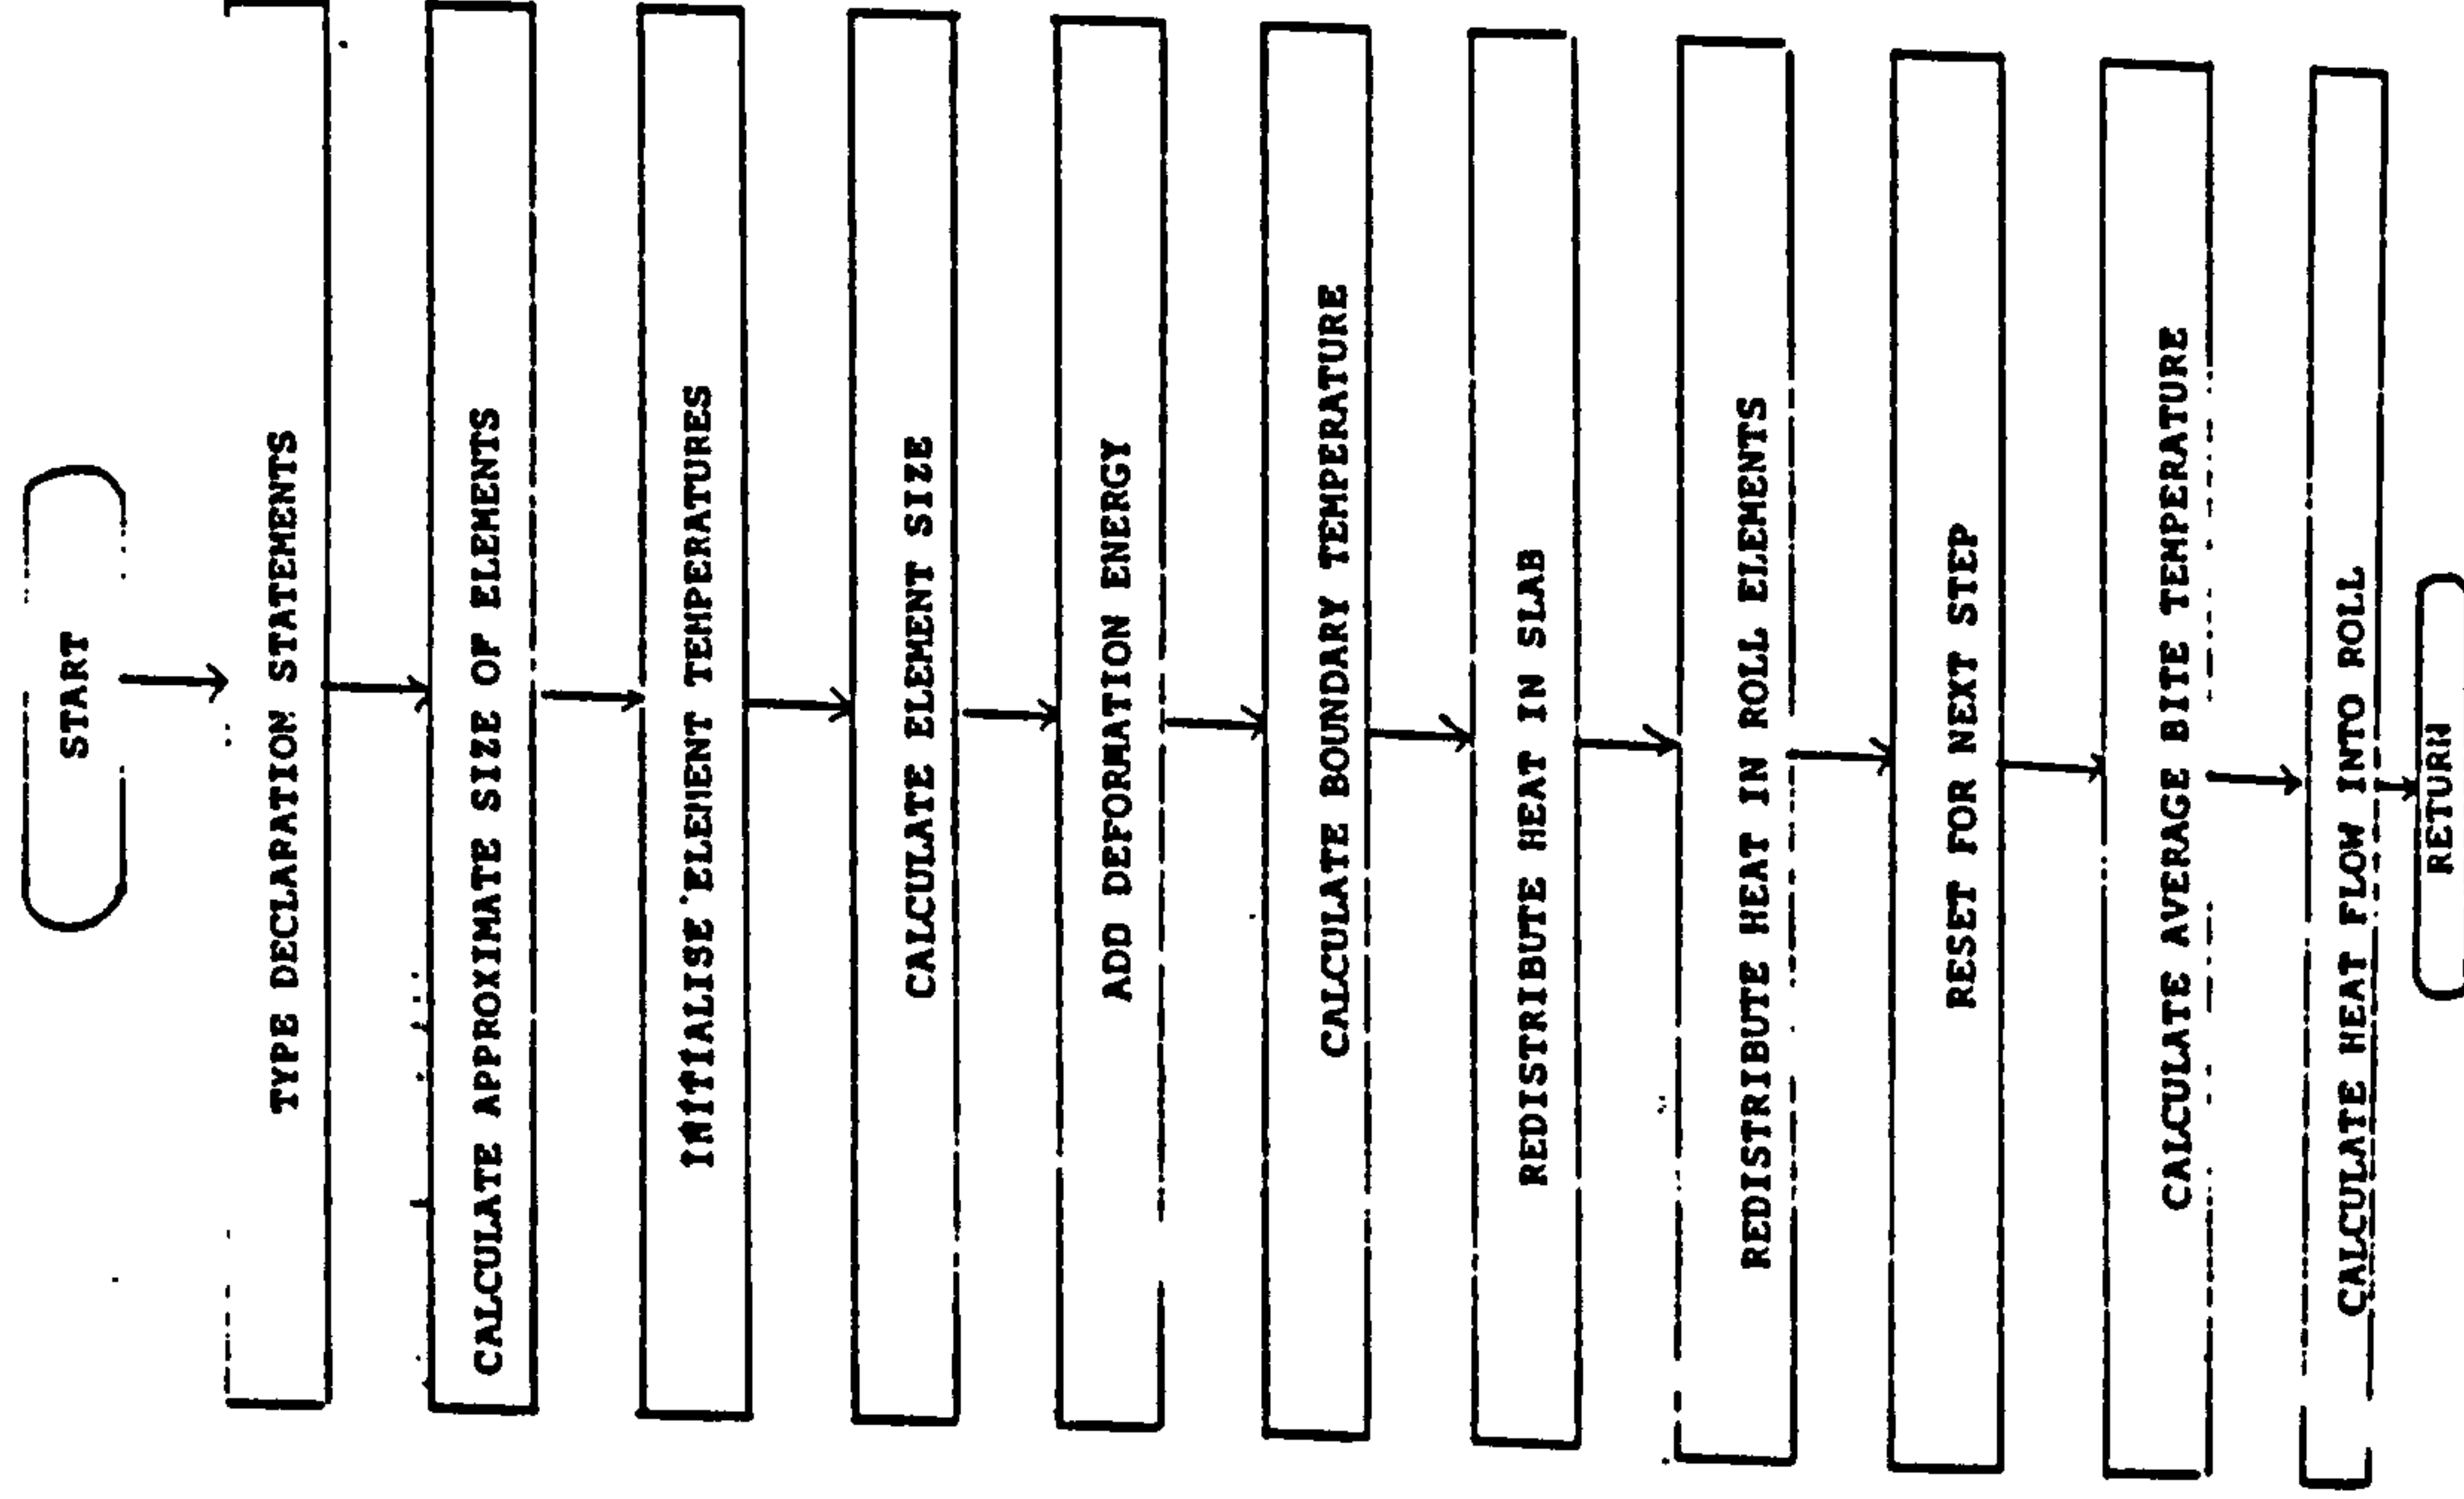 START
TYPE DECLARATION STATEMENTS
CALCULATE APPROXIMATE SIZE OF ELEMENTS
INITIALISE ELEMENT TEMPERATURES
CALCULATE ELEMENT SIZE
ADD DEFORMATION ENERGY
CALCULATE BOUNDARY TEMPERATURE
REDISTRIBUTE HEAT IN SLAB
REDISTRIBUTE HEAT IN ROLL ELEMENTS
RESET FOR NEXT STEP
CALCULATE AVERAGE BITE TEMPERATURE
CALCULATE HEAT FLOW INTO ROLL
RETURN